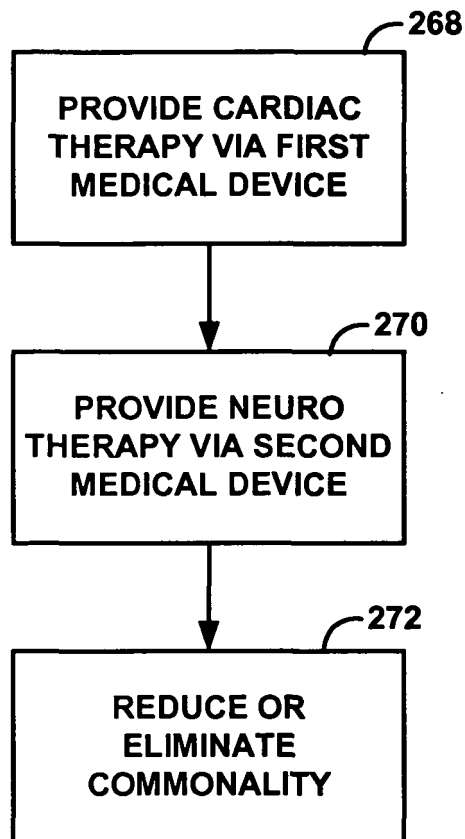 268
PROVIDE CARDIAC
THERAPY VIA FIRST
MEDICAL DEVICE
270
PROVIDE NEURO
THERAPY VIA SECOND
MEDICAL DEVICE
272
REDUCE OR
ELIMINATE
COMMONALITY